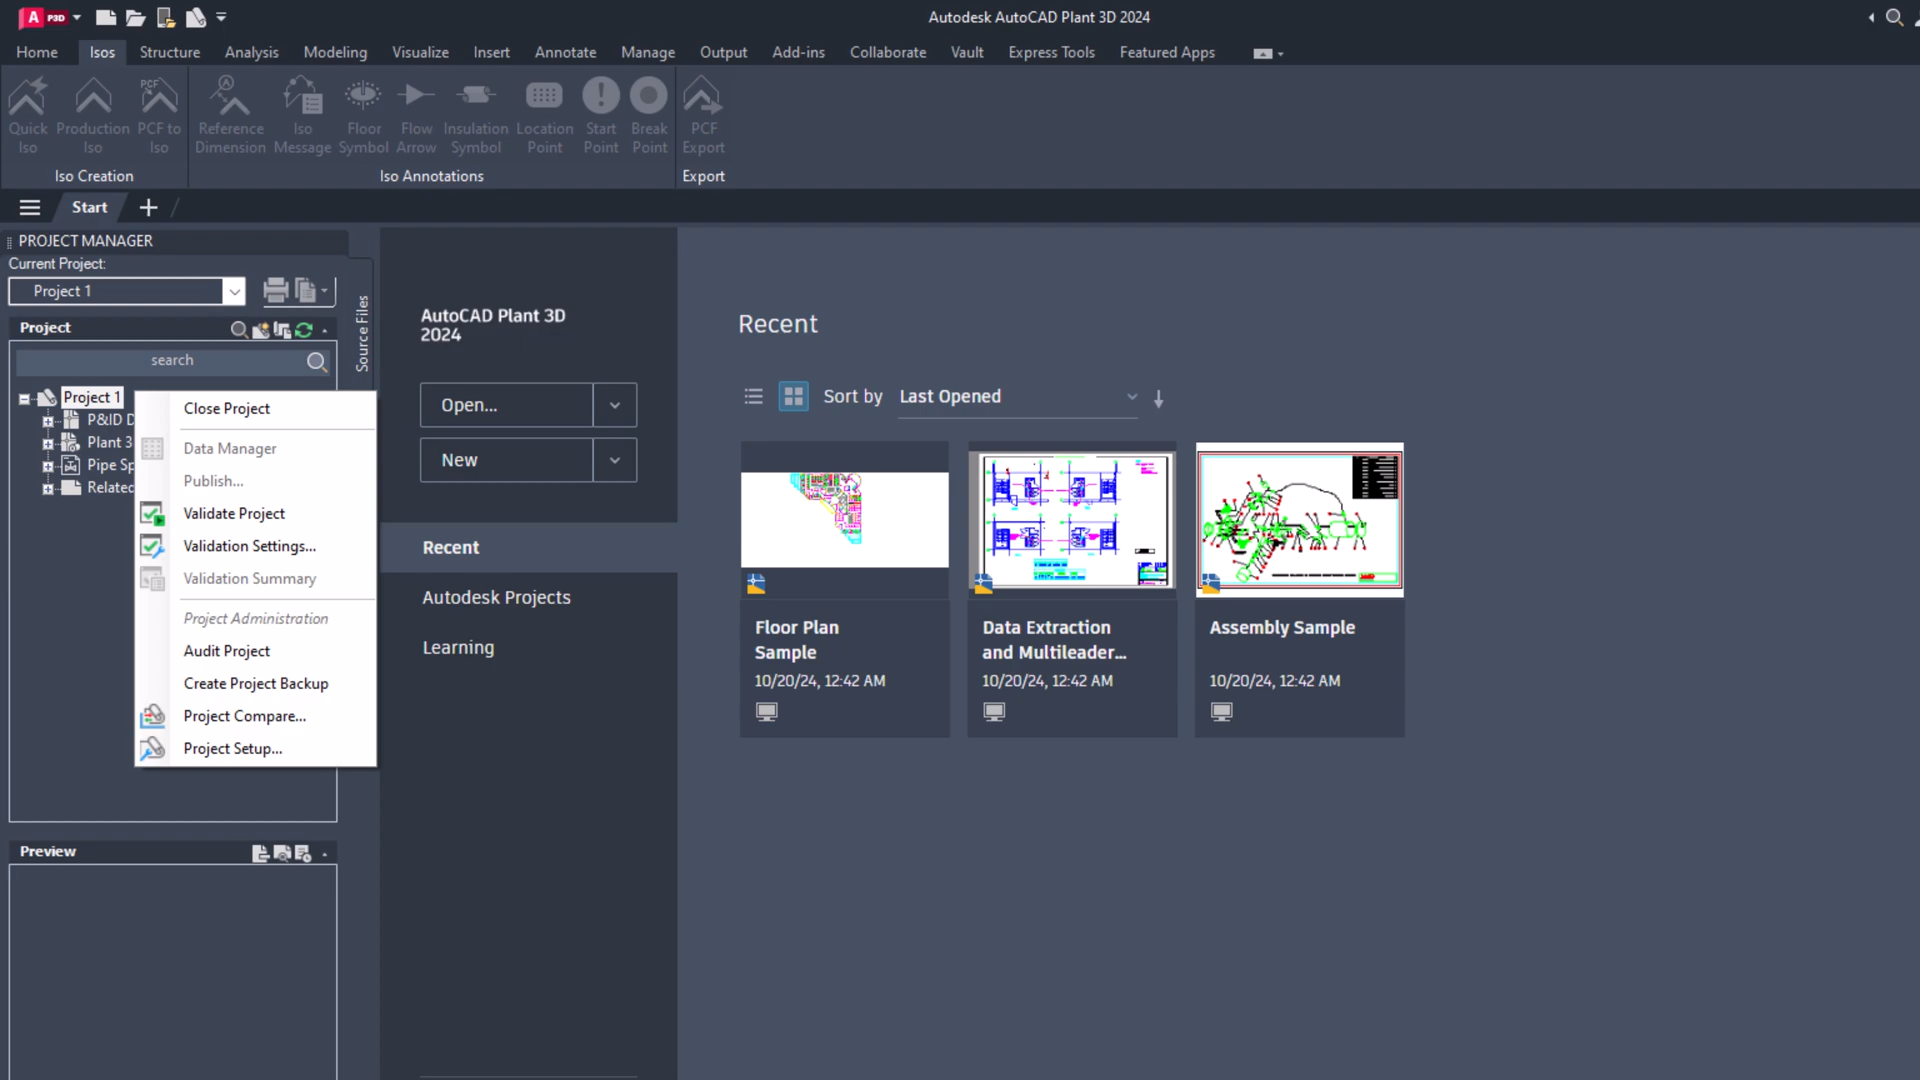 A P3D
Autodesk AutoCAD Plant 3D 2024
Home Isos Structure Analysis Modeling Visualize Insert Annotate Manage Output Add-ins Collaborate Vault Express Tools Featured Apps
Quick Iso
Production Iso
PCF to Iso
Reference Dimension
Iso Message
Floor Symbol
Flow Arrow
Insulation Symbol
Location Point
Start Point
Break Point
PCF Export
Iso Creation
Iso Annotations
Export
Start
PROJECT MANAGER
Current Project:
Project 1
Project
search
Source Files
Project 1
P&ID D
Plant 3
Pipe Sp
Related
Close Project
Data Manager
Publish...
Validate Project
Validation Settings...
Validation Summary
Project Administration
Audit Project
Create Project Backup
Project Compare...
Project Setup...
Preview
AutoCAD Plant 3D
2024
Open...
New
Recent
Autodesk Projects
Learning
Recent
Sort by Last Opened
Floor Plan
Sample
10/20/24, 12:42 AM
Data Extraction
and Multileader...
10/20/24, 12:42 AM
Assembly Sample
10/20/24, 12:42 AM